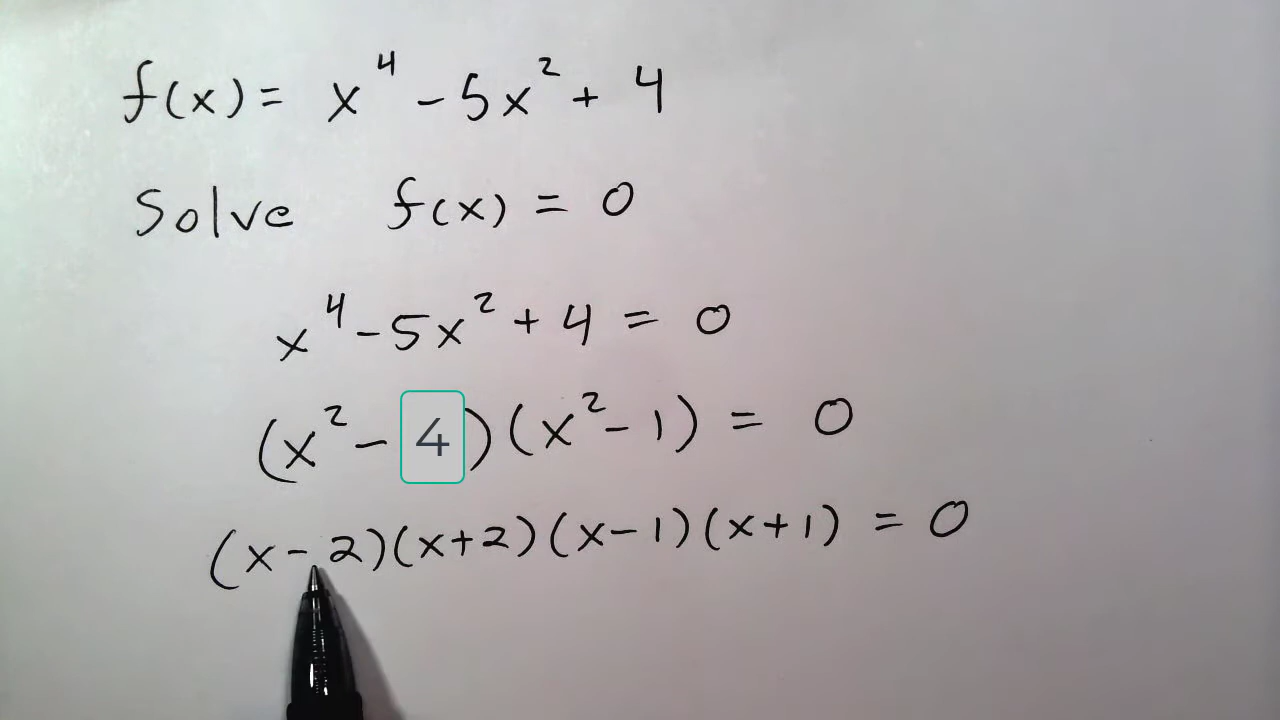 f(x) = x⁴ - 5x² + 4
Solve f(x) = 0
x⁴ - 5x² + 4 = 0
(x² - 4)(x² - 1) = 0
(x - 2)(x + 2)(x - 1)(x + 1) = 0